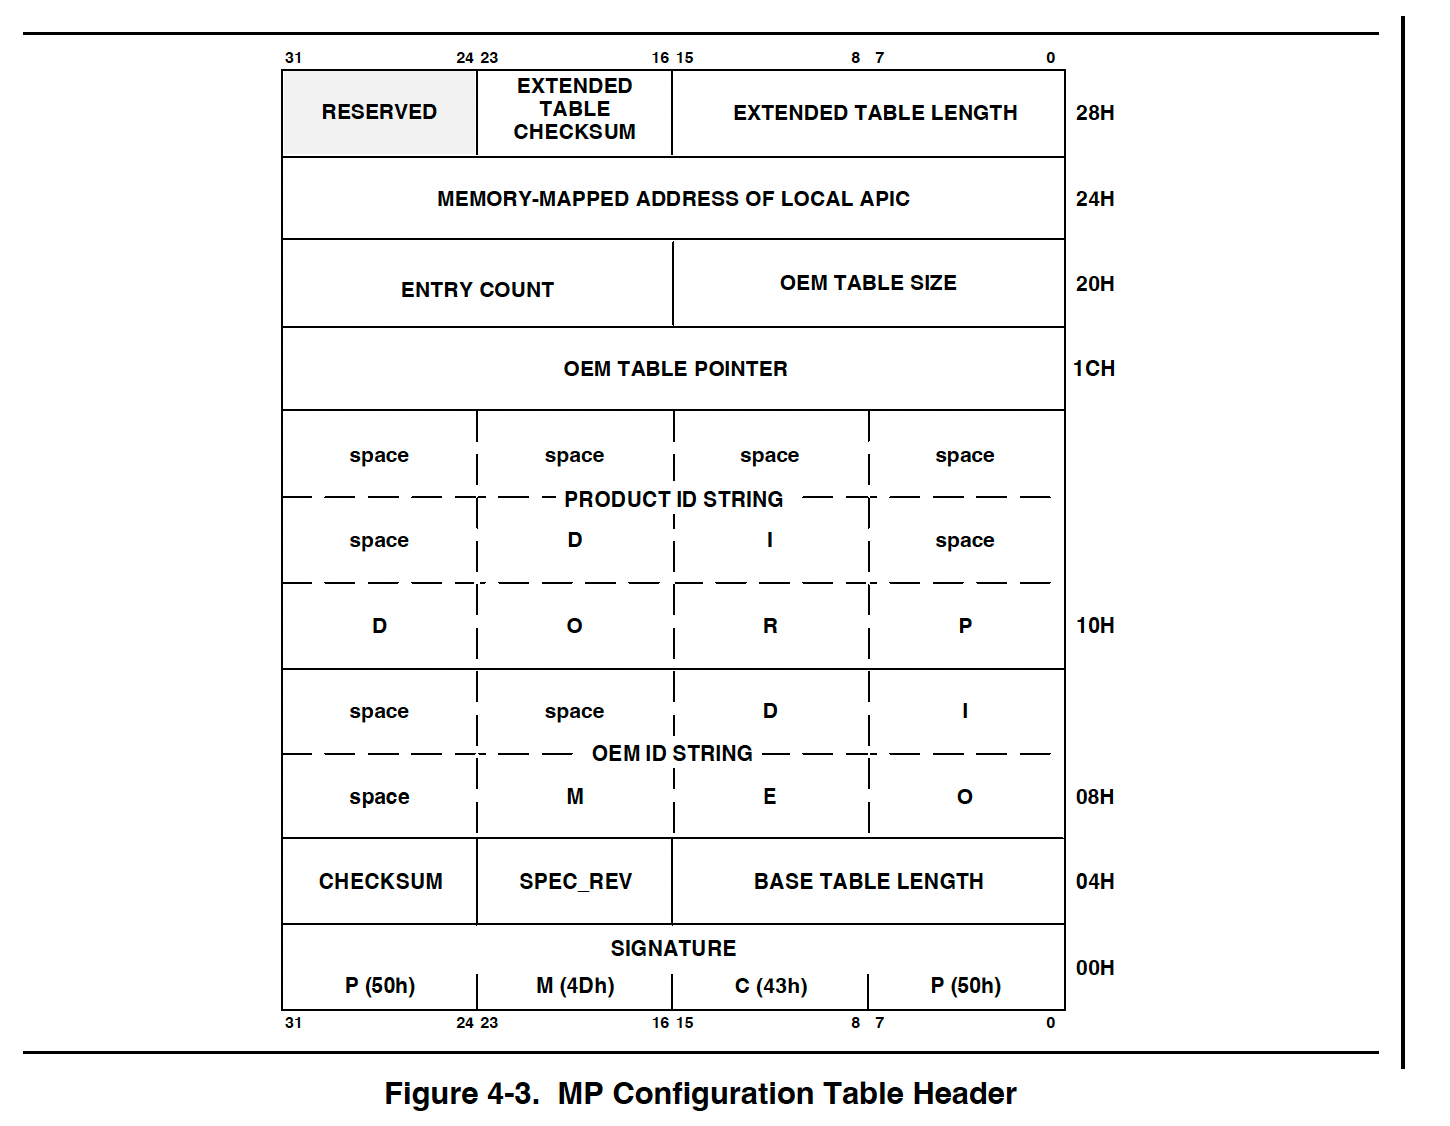 31 24 23 16 15 8 7 0
RESERVED
EXTENDED
TABLE
CHECKSUM
EXTENDED TABLE LENGTH
28H
MEMORY-MAPPED ADDRESS OF LOCAL APIC
24H
ENTRY COUNT
OEM TABLE SIZE
20H
OEM TABLE POINTER
1CH
space space space space
PRODUCT ID STRING
space D I space
D O R P
10H
space space D I
OEM ID STRING
space M E O
08H
CHECKSUM
SPEC_REV
BASE TABLE LENGTH
04H
SIGNATURE
P (50h) M (4Dh) C (43h) P (50h)
00H
31 24 23 16 15 8 7 0
Figure 4-3. MP Configuration Table Header